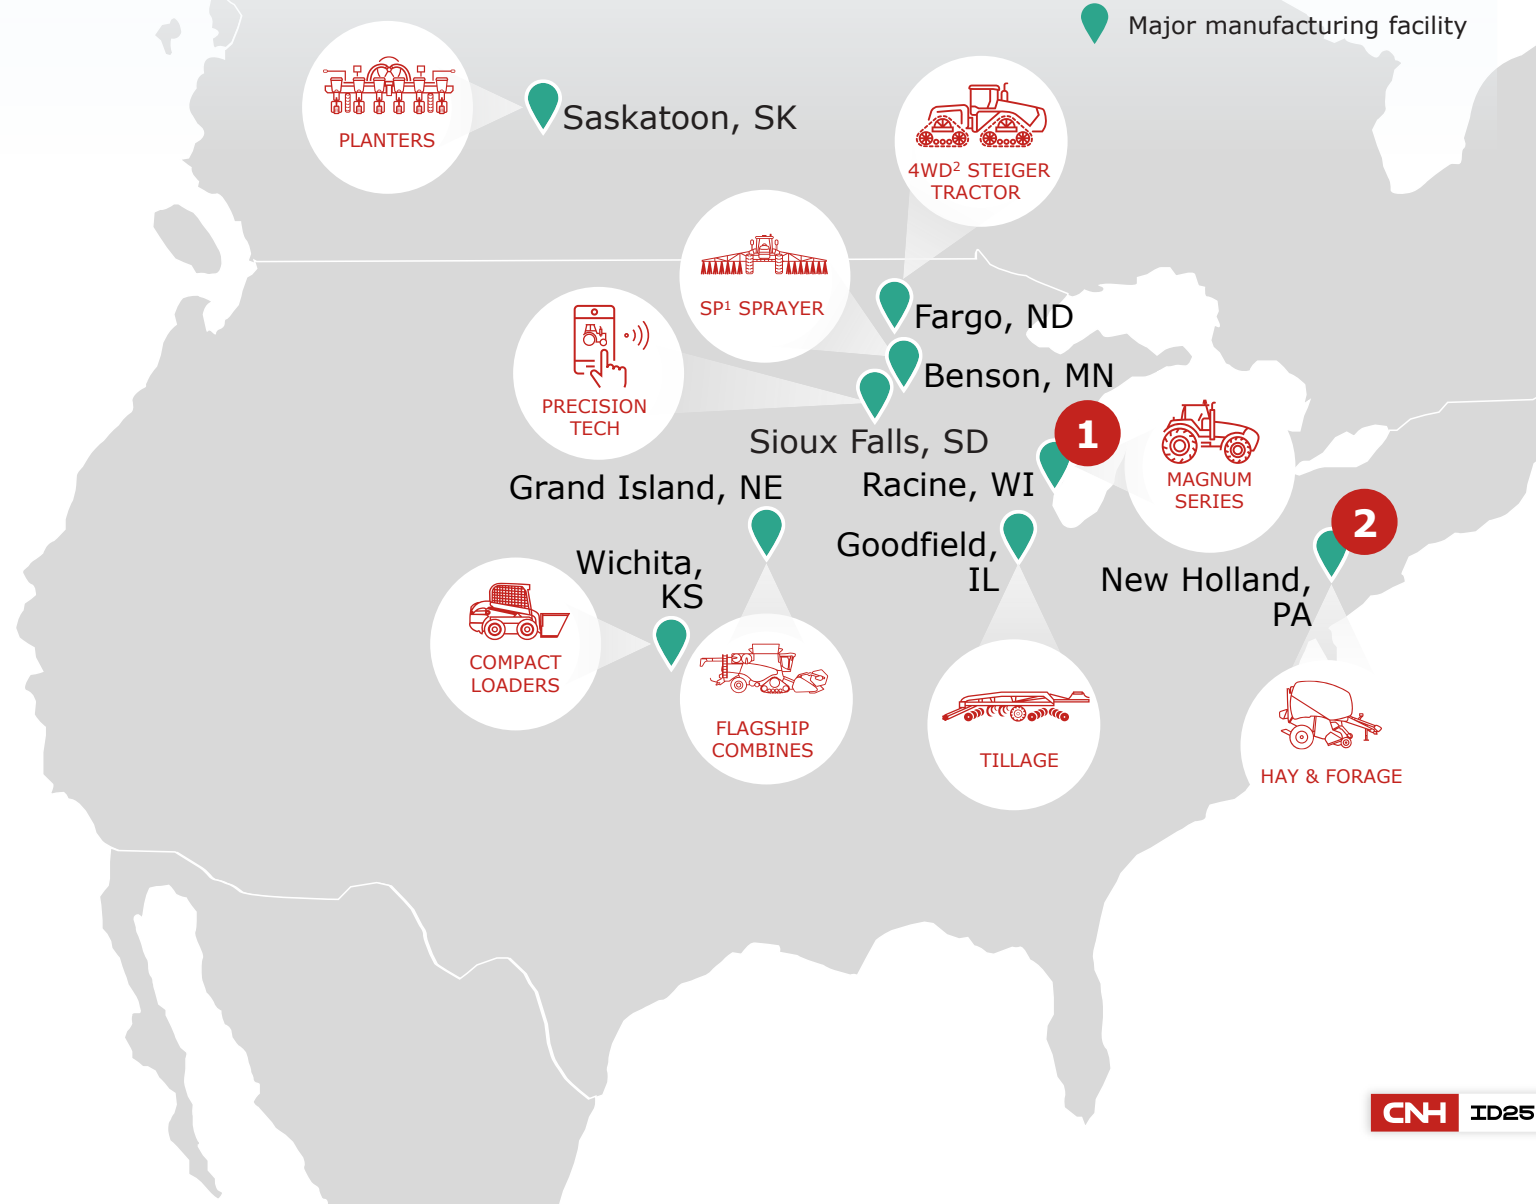 Major manufacturing facility
PLANTERS
Saskatoon, SK
4WD² STEIGER
TRACTOR
SP¹ SPRAYER
Fargo, ND
PRECISION
TECH
Benson, MN
Sioux Falls, SD
1
MAGNUM
SERIES
Grand Island, NE
Racine, WI
2
Goodfield,
IL
Wichita,
KS
New Holland,
PA
COMPACT
LOADERS
FLAGSHIP
COMBINES
TILLAGE
HAY & FORAGE
CNH ID25